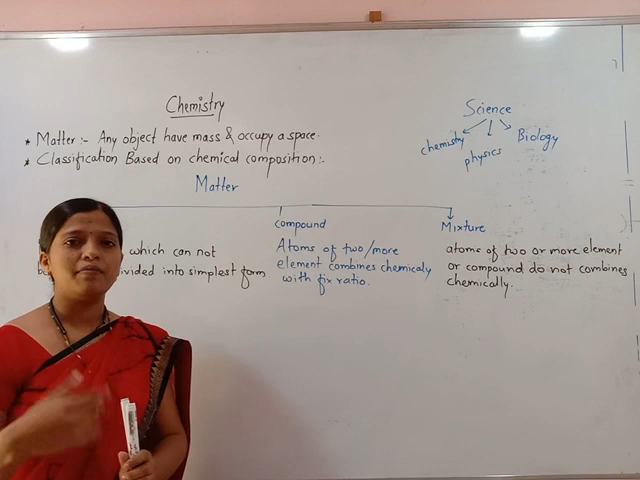 Chemistry
* Matter :- Any object have mass & occupy a space.
* Classification Based on chemical composition :-
Matter
Science
chemistry
physics
Biology
which can not
ivided into simplest form
compound
Atoms of two/more
element combines chemicaly
with fix ratio.
Mixture
atoms of two or more element
or compound do not combines
chemically.